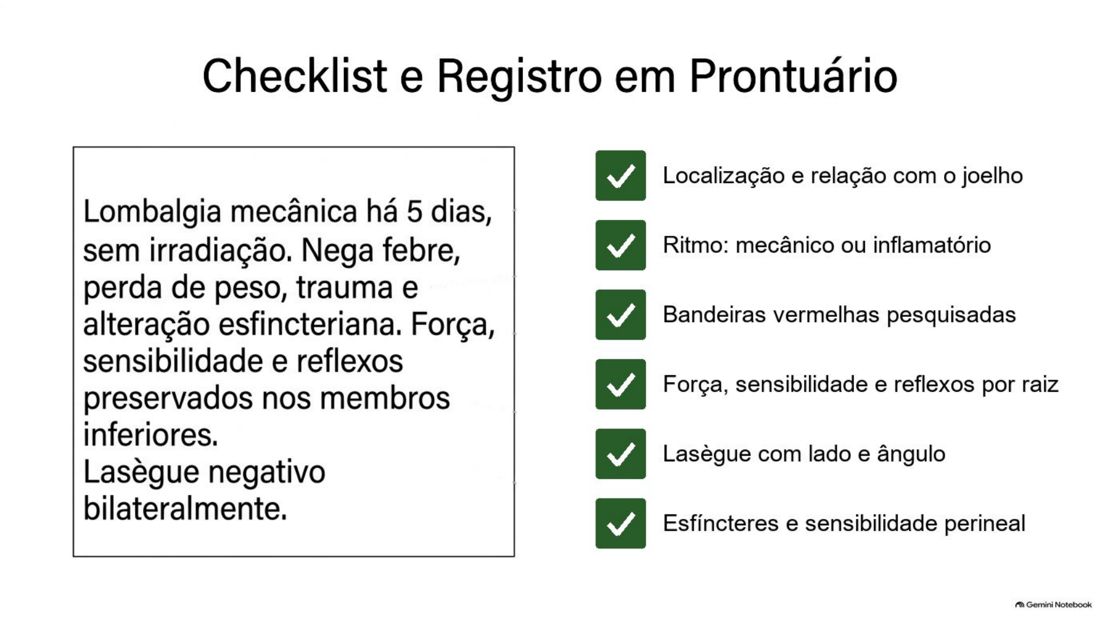 Checklist e Registro em Prontuário
Lombalgia mecânica há 5 dias,
sem irradiação. Nega febre,
perda de peso, trauma e
alteração esfincteriana. Força,
sensibilidade e reflexos
preservados nos membros
inferiores.
Lasègue negativo
bilateralmente.
Localização e relação com o joelho
Ritmo: mecânico ou inflamatório
Bandeiras vermelhas pesquisadas
Força, sensibilidade e reflexos por raiz
Lasègue com lado e ângulo
Esfíncteres e sensibilidade perineal
Gemini Notebook